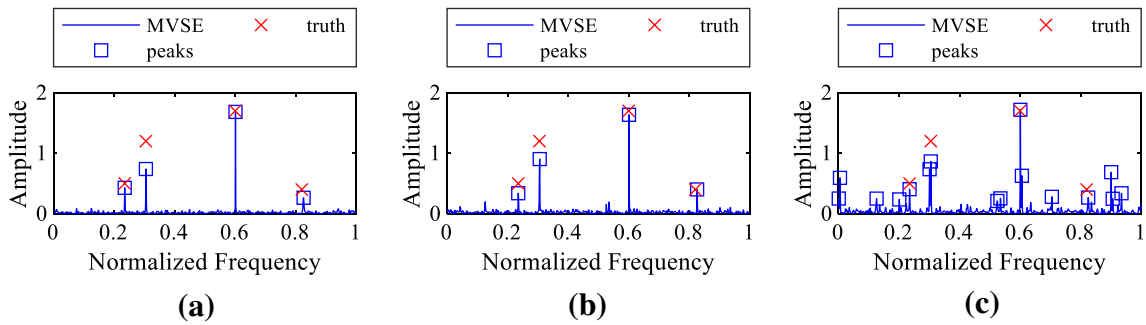 MVSE truth
peaks
2
1
0
Amplitude
0 0.2 0.4 0.6 0.8 1
Normalized Frequency
(a)
MVSE truth
peaks
2
1
0
Amplitude
0 0.2 0.4 0.6 0.8 1
Normalized Frequency
(b)
MVSE truth
peaks
2
1
0
Amplitude
0 0.2 0.4 0.6 0.8 1
Normalized Frequency
(c)